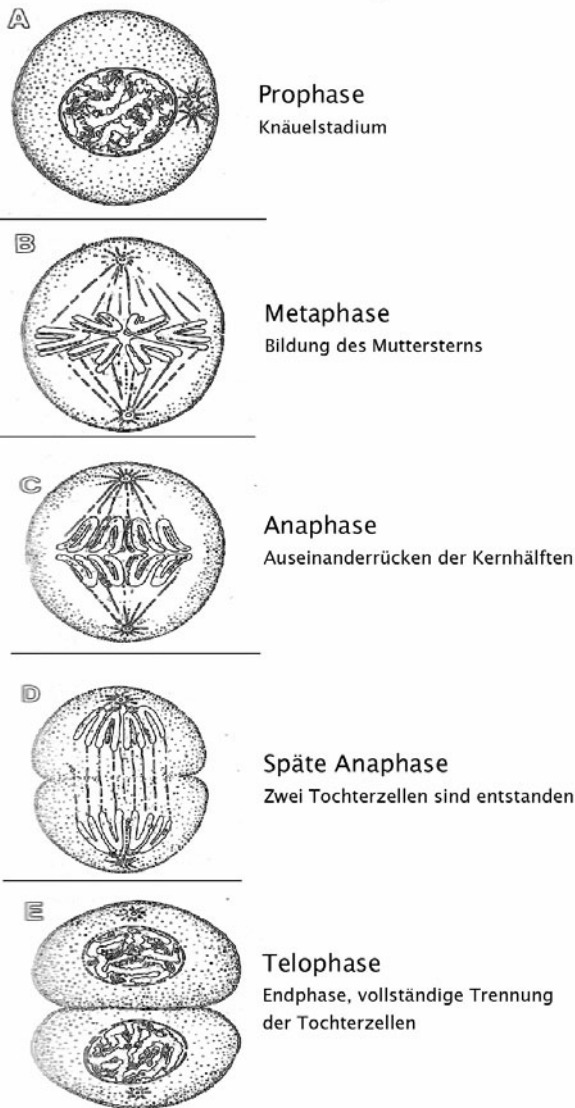 A
Prophase
Knäuelstadium
B
Metaphase
Bildung des Muttersterns
C
Anaphase
Auseinanderrücken der Kernhälften
D
Späte Anaphase
Zwei Tochterzellen sind entstanden
E
Telophase
Endphase, vollständige Trennung
der Tochterzellen